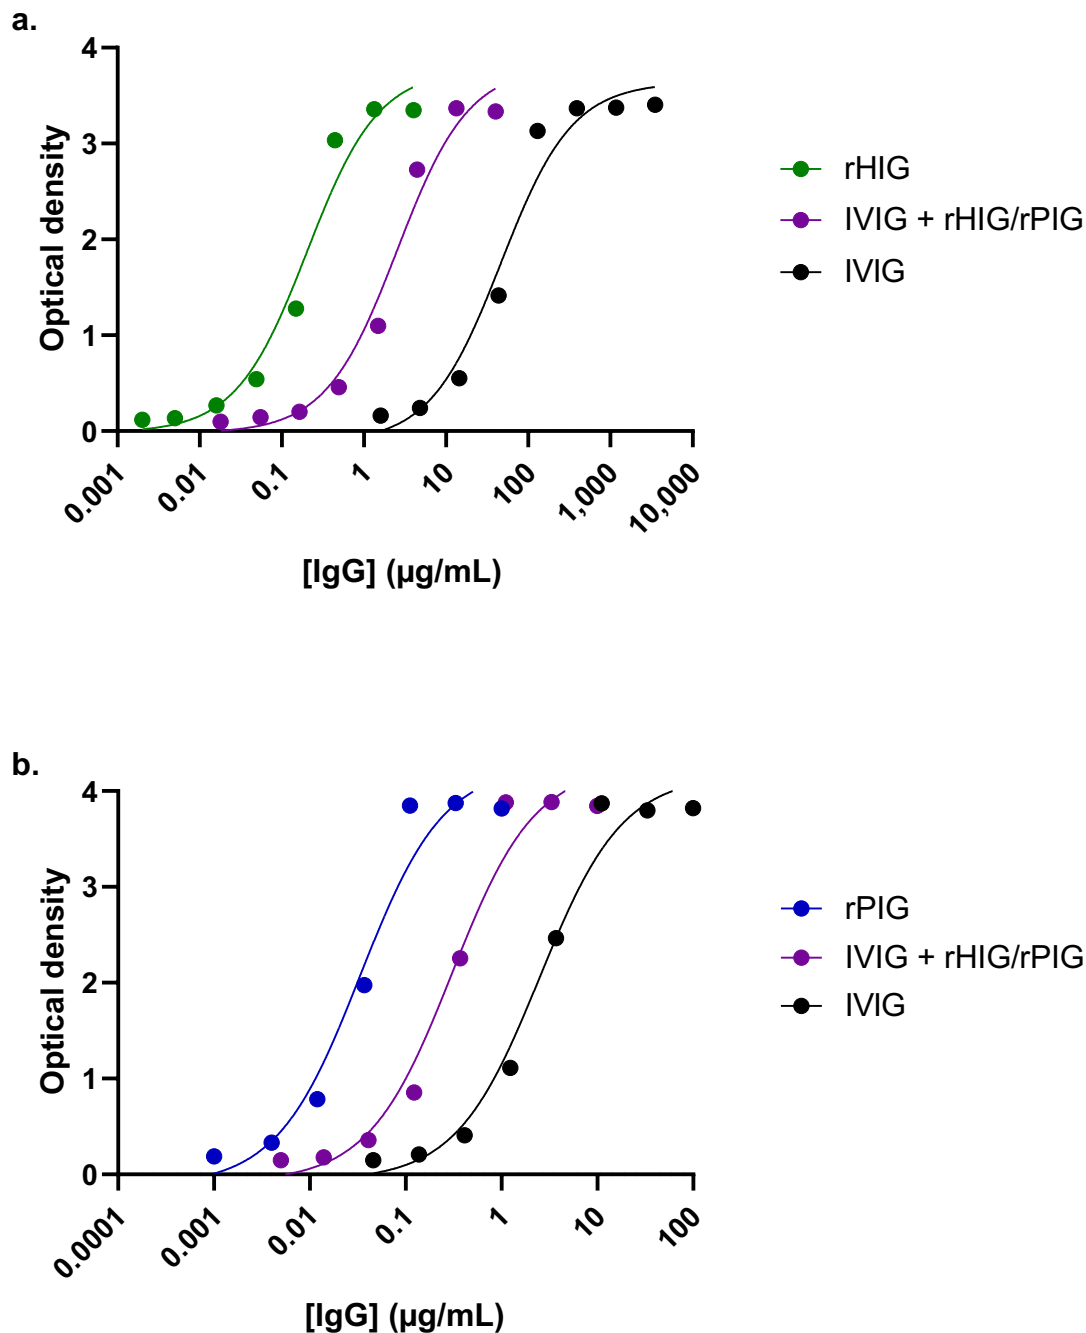 a.
4
3
2
1
0
Optical density
0.001
0.01
0.1
1
10
100
1,000
10,000
[IgG] (µg/mL)
rHIG
IVIG + rHIG/rPIG
IVIG
b.
4
3
2
1
0
Optical density
0.0001
0.001
0.01
0.1
1
10
100
[IgG] (µg/mL)
rPIG
IVIG + rHIG/rPIG
IVIG